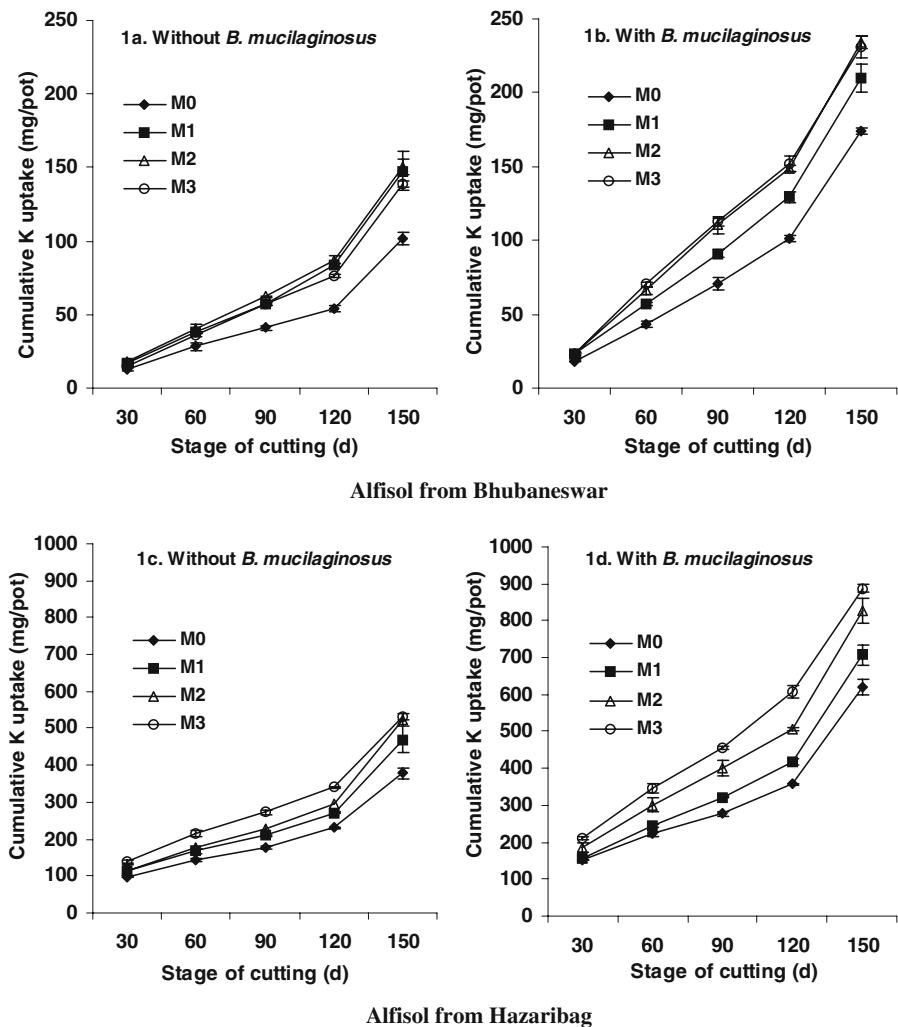 1a. Without B. mucilaginosus
Cumulative K uptake (mg/pot)
250
200
150
100
50
0
M0
M1
M2
M3
30 60 90 120 150
Stage of cutting (d)
1b. With B. mucilaginosus
Cumulative K uptake (mg/pot)
250
200
150
100
50
0
M0
M1
M2
M3
30 60 90 120 150
Stage of cutting (d)
Alfisol from Bhubaneswar
1c. Without B. mucilaginosus
Cumulative K uptake (mg/pot)
1000
900
800
700
600
500
400
300
200
100
0
M0
M1
M2
M3
30 60 90 120 150
Stage of cutting (d)
1d. With B. mucilaginosus
Cumulative K uptake (mg/pot)
1000
900
800
700
600
500
400
300
200
100
0
M0
M1
M2
M3
30 60 90 120 150
Stage of cutting (d)
Alfisol from Hazaribag